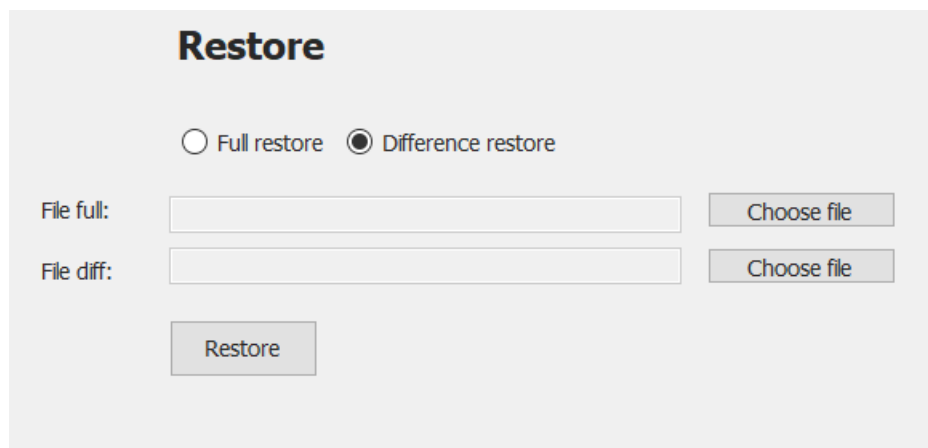 Restore
Full restore Difference restore
File full: Choose file
File diff: Choose file
Restore